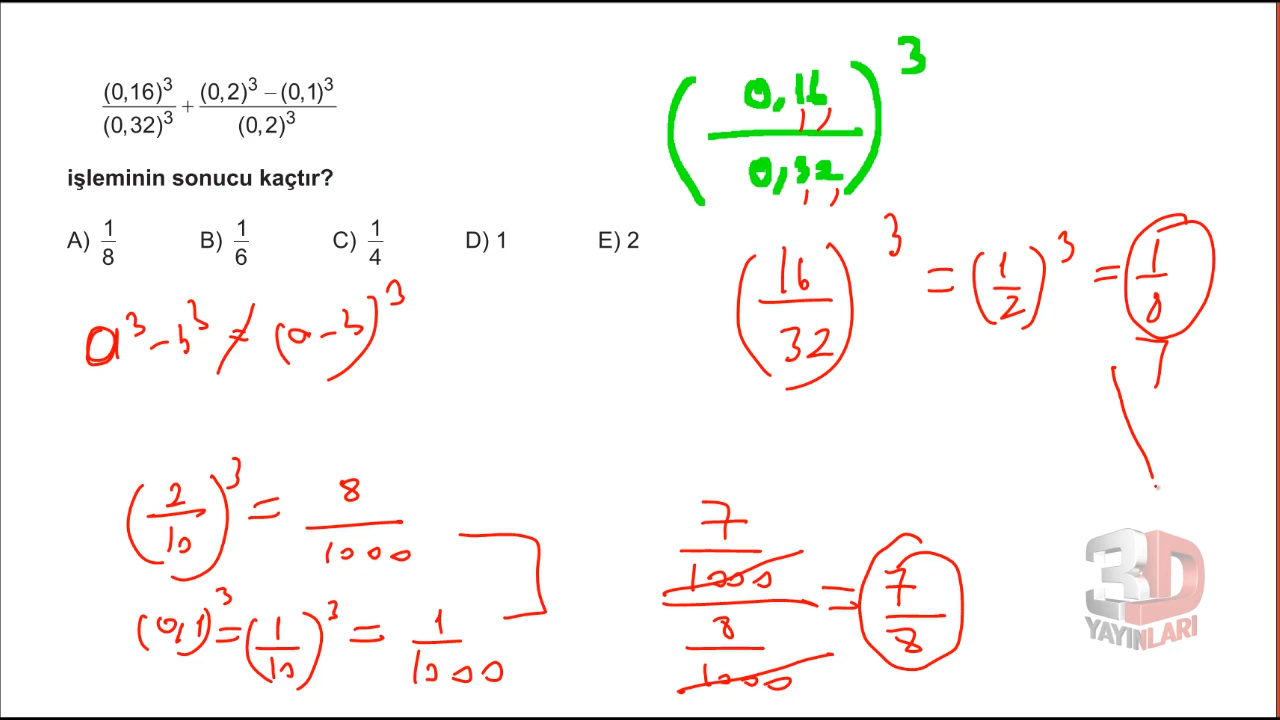 (0,16)³/(0,32)³ + (0,2)³ − (0,1)³/(0,2)³
işleminin sonucu kaçtır?
A) 1/8 B) 1/6 C) 1/4 D) 1 E) 2
a³ − b³ ≠ (a − b)³
(2/10)³ = 8/1000
(0,1)³ = (1/10)³ = 1/1000
(0,16/0,32)³
(16/32)³ = (1/2)³ = 1/8
7/1000 / 8/1000 = 7/8
3D
YAYINLARI